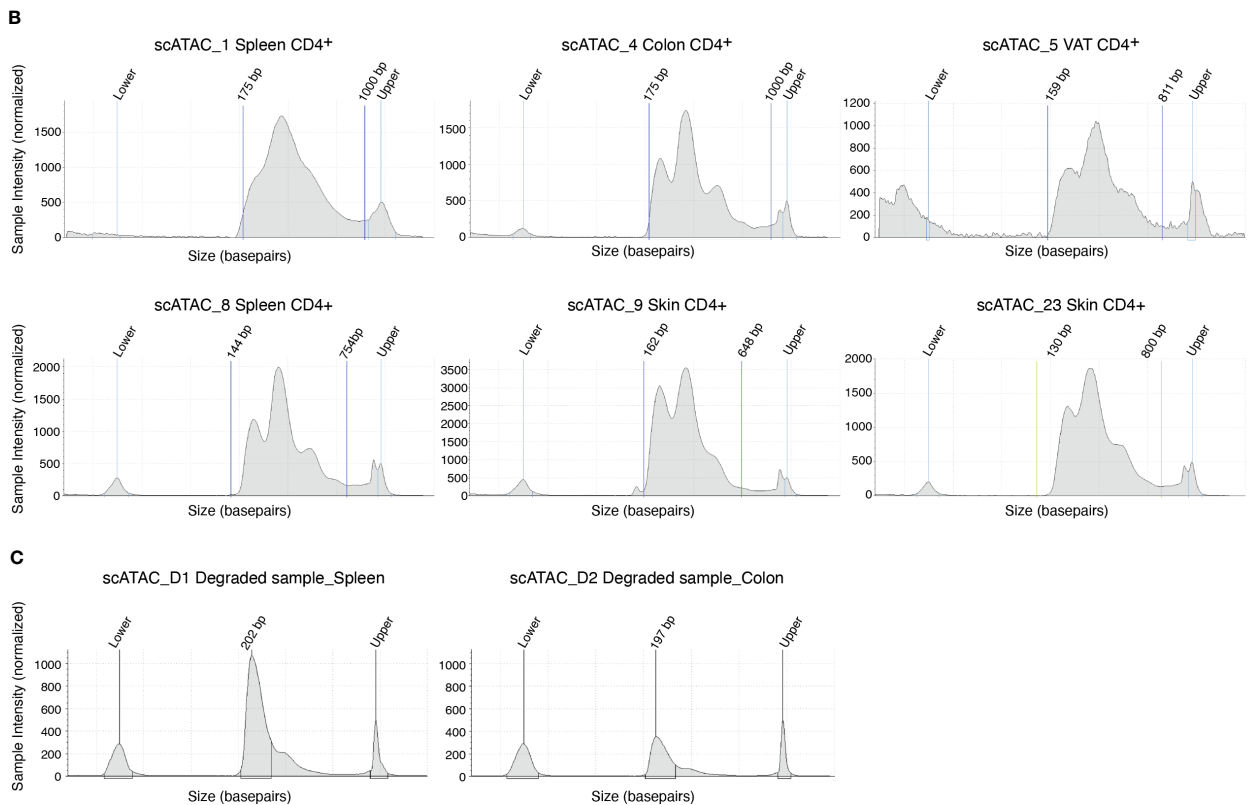 B
scATAC_1 Spleen CD4+
Sample Intensity (normalized)
Lower
175 bp
1000 bp
Upper
1500
1000
500
0
Size (basepairs)
scATAC_4 Colon CD4+
Lower
175 bp
1000 bp
Upper
1500
1000
500
0
Size (basepairs)
scATAC_5 VAT CD4+
Lower
159 bp
811 bp
Upper
1200
1000
800
600
400
200
0
Size (basepairs)
scATAC_8 Spleen CD4+
Sample Intensity (normalized)
Lower
144 bp
754bp
Upper
2000
1500
1000
500
0
Size (basepairs)
scATAC_9 Skin CD4+
Lower
162 bp
648 bp
Upper
3500
3000
2500
2000
1500
1000
500
0
Size (basepairs)
scATAC_23 Skin CD4+
Lower
130 bp
800 bp
Upper
2000
1500
1000
500
0
Size (basepairs)
C
scATAC_D1 Degraded sample_Spleen
Sample Intensity (normalized)
Lower
202 bp
Upper
1000
800
600
400
200
0
Size (basepairs)
scATAC_D2 Degraded sample_Colon
Lower
197 bp
Upper
1000
800
600
400
200
0
Size (basepairs)